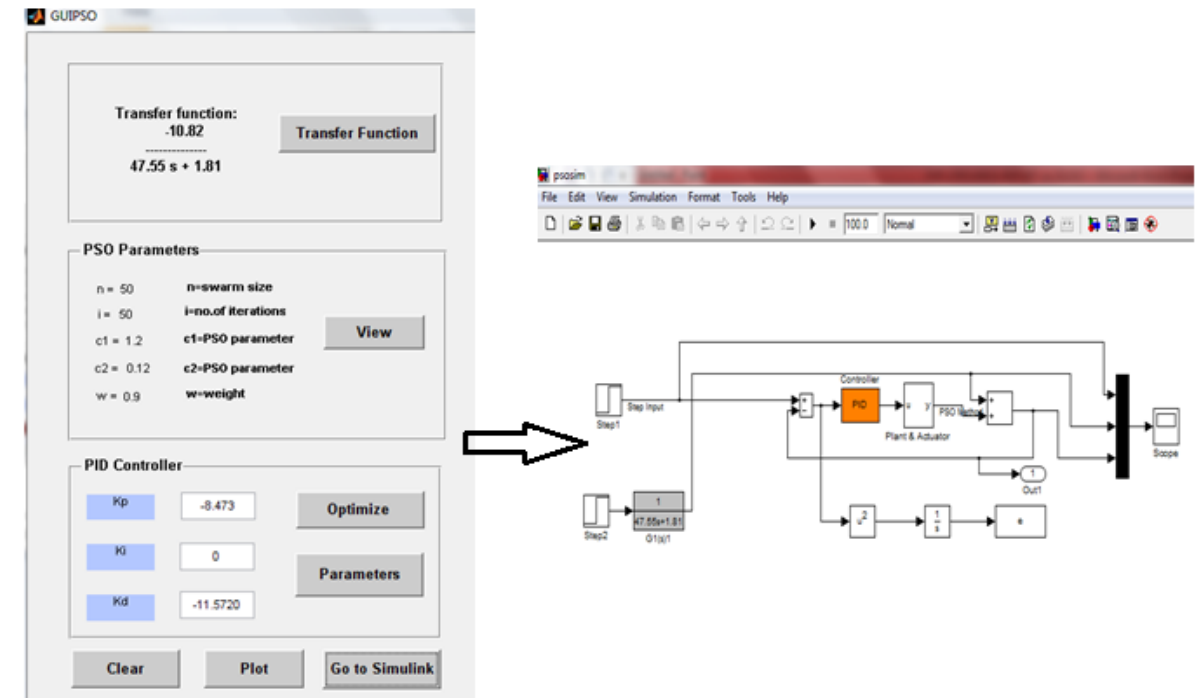 GUIPSO
Transfer function:
-10.82
--------------
47.55 s + 1.81
Transfer Function
PSO Parameters
n = 50 n=swarm size
i = 50 i=no.of iterations
c1 = 1.2 c1=PSO parameter
c2 = 0.12 c2=PSO parameter
w = 0.9 w=weight
View
PID Controller
Kp -8.473
Optimize
Ki 0
Parameters
Kd -11.5720
Clear Plot Go to Simulink
psosim
File Edit View Simulation Format Tools Help
100.0 Normal
Step Input
Step1
+
−
Controller
PID
u y
Plant & Actuator
PSO
+
+
Scope
1
Out1
Step2
1
47.55s+1.81
G1(s)1
u2
1
s
e